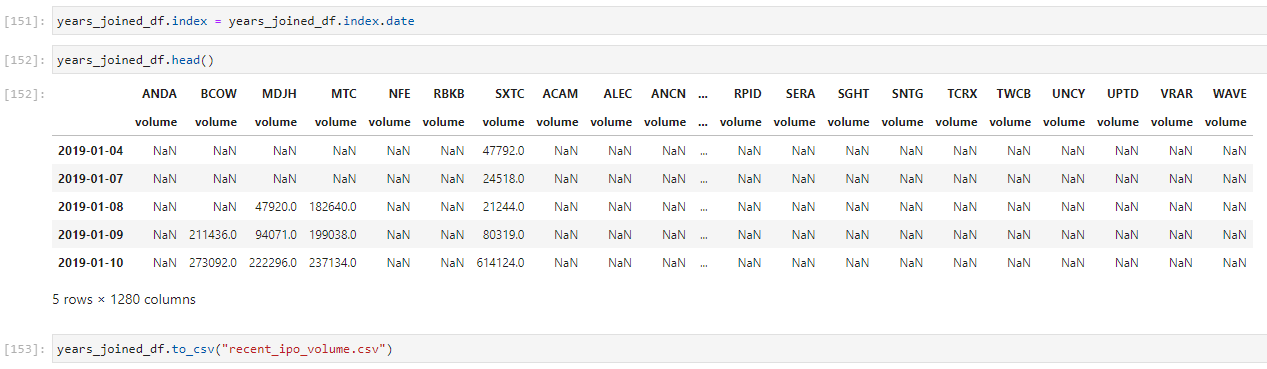 [151]: years_joined_df.index = years_joined_df.index.date
[152]: years_joined_df.head()
[152]: ANDA BCOW MDJH MTC NFE RBKB SXTC ACAM ALEC ANCN ... RPID SERA SGHT SNTG TCRX TWCB UNCY UPTD VRAR WAVE
volume volume volume volume volume volume volume volume volume volume ... volume volume volume volume volume volume volume volume volume volume
2019-01-04 NaN NaN NaN NaN NaN NaN 47792.0 NaN NaN NaN ... NaN NaN NaN NaN NaN NaN NaN NaN NaN NaN
2019-01-07 NaN NaN NaN NaN NaN NaN 24518.0 NaN NaN NaN ... NaN NaN NaN NaN NaN NaN NaN NaN NaN NaN
2019-01-08 NaN NaN 47920.0 182640.0 NaN NaN 21244.0 NaN NaN NaN ... NaN NaN NaN NaN NaN NaN NaN NaN NaN NaN
2019-01-09 NaN 211436.0 94071.0 199038.0 NaN NaN 80319.0 NaN NaN NaN ... NaN NaN NaN NaN NaN NaN NaN NaN NaN NaN
2019-01-10 NaN 273092.0 222296.0 237134.0 NaN NaN 614124.0 NaN NaN NaN ... NaN NaN NaN NaN NaN NaN NaN NaN NaN NaN
5 rows × 1280 columns
[153]: years_joined_df.to_csv("recent_ipo_volume.csv")